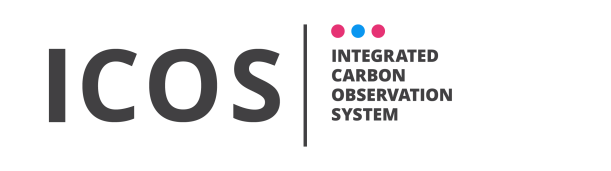 ICOS
INTEGRATED
CARBON
OBSERVATION
SYSTEM